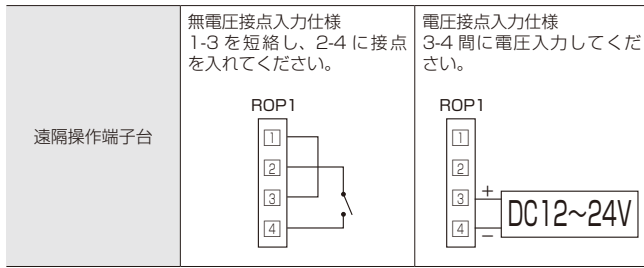 遠隔操作端子台
無電圧接点入力仕様
1-3 を短絡し、2-4 に接点
を入れてください。
ROP1
1
2
3
4
電圧接点入力仕様
3-4 間に電圧入力してくだ
さい。
ROP1
1
2
3
4
+
−
DC12～24V